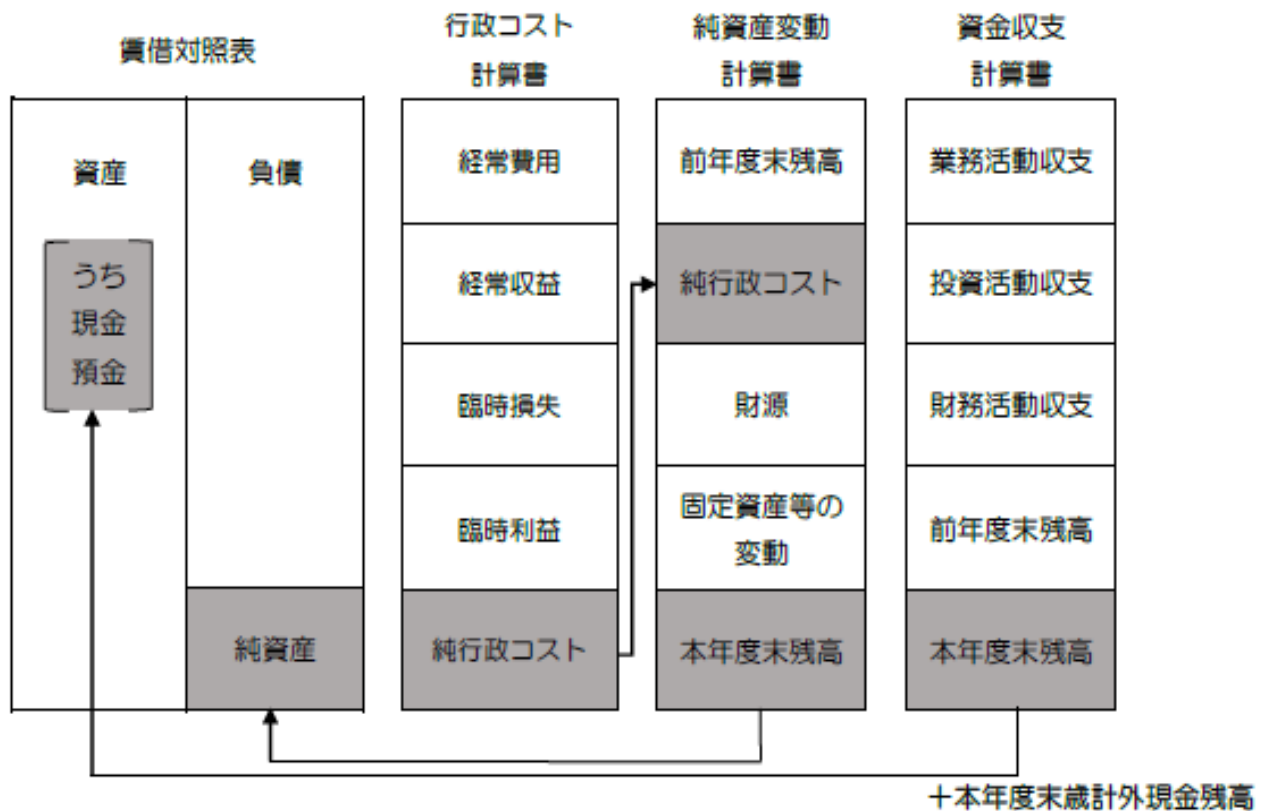 賃借対照表
資産
うち
現金
預金
負債
純資産
行政コスト
計算書
経常費用
経常収益
臨時損失
臨時利益
純行政コスト
純資産変動
計算書
前年度末残高
純行政コスト
財源
固定資産等の
変動
本年度末残高
資金収支
計算書
業務活動収支
投資活動収支
財務活動収支
前年度末残高
本年度末残高
＋本年度末歳計外現金残高